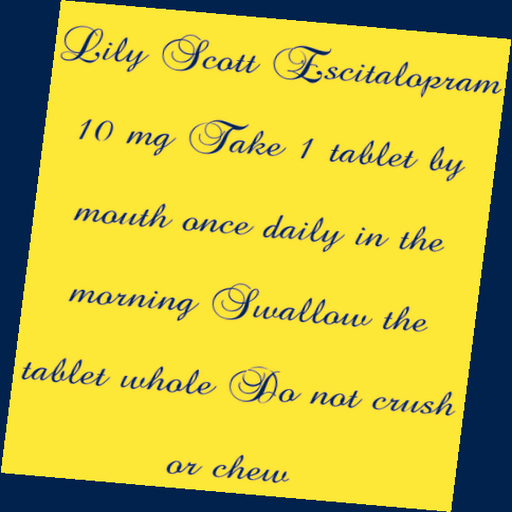 Lily Scott Escitalopram
10 mg Take 1 tablet by
mouth once daily in the
morning Swallow the
tablet whole Do not crush
or chew